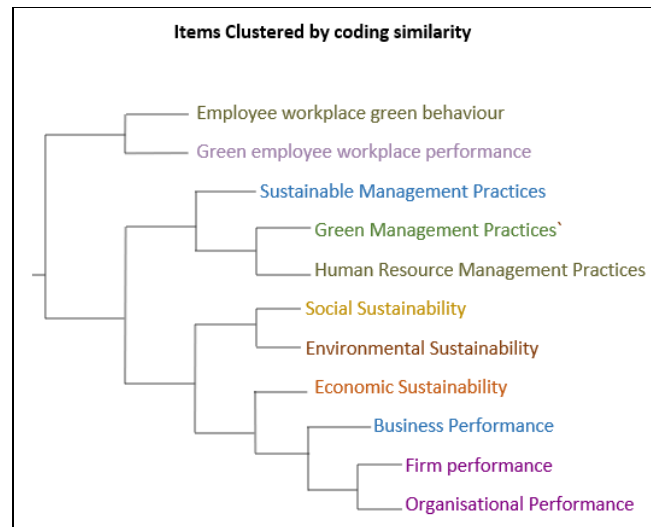 Items Clustered by coding similarity
Employee workplace green behaviour
Green employee workplace performance
Sustainable Management Practices
Green Management Practices`
Human Resource Management Practices
Social Sustainability
Environmental Sustainability
Economic Sustainability
Business Performance
Firm performance
Organisational Performance